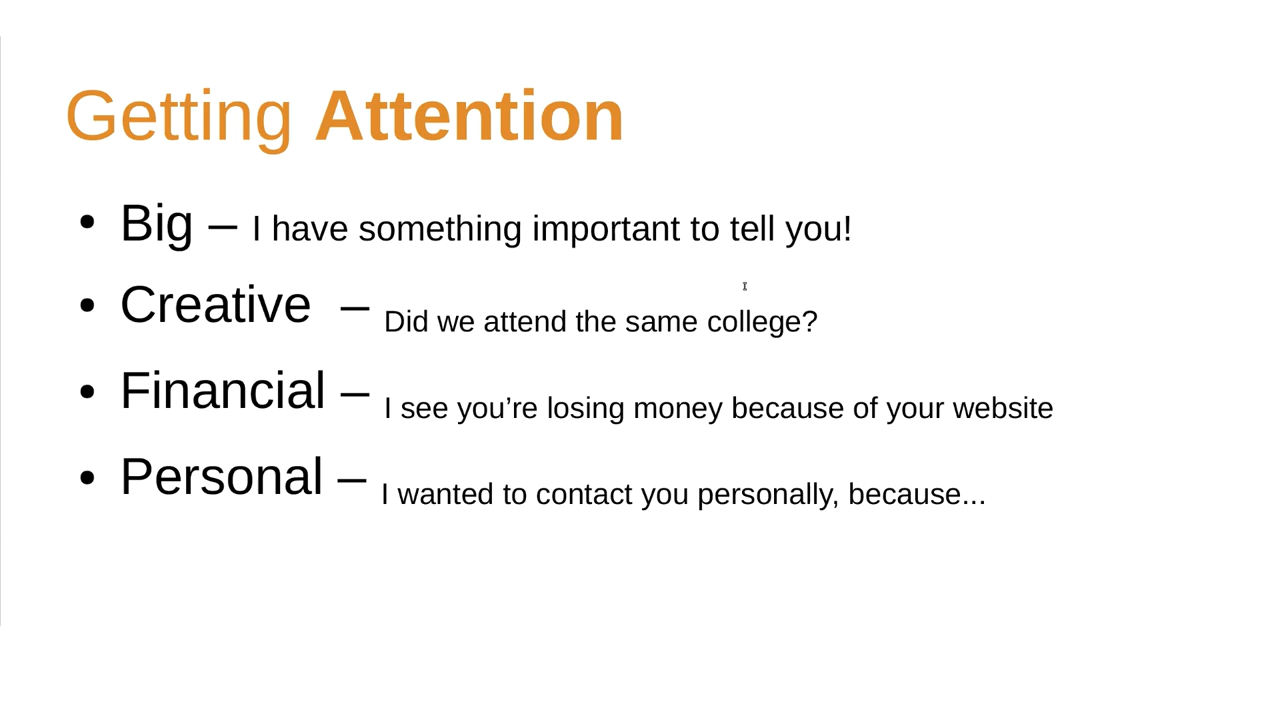 Getting Attention
• Big – I have something important to tell you!
• Creative – Did we attend the same college?
• Financial – I see you’re losing money because of your website
• Personal – I wanted to contact you personally, because...